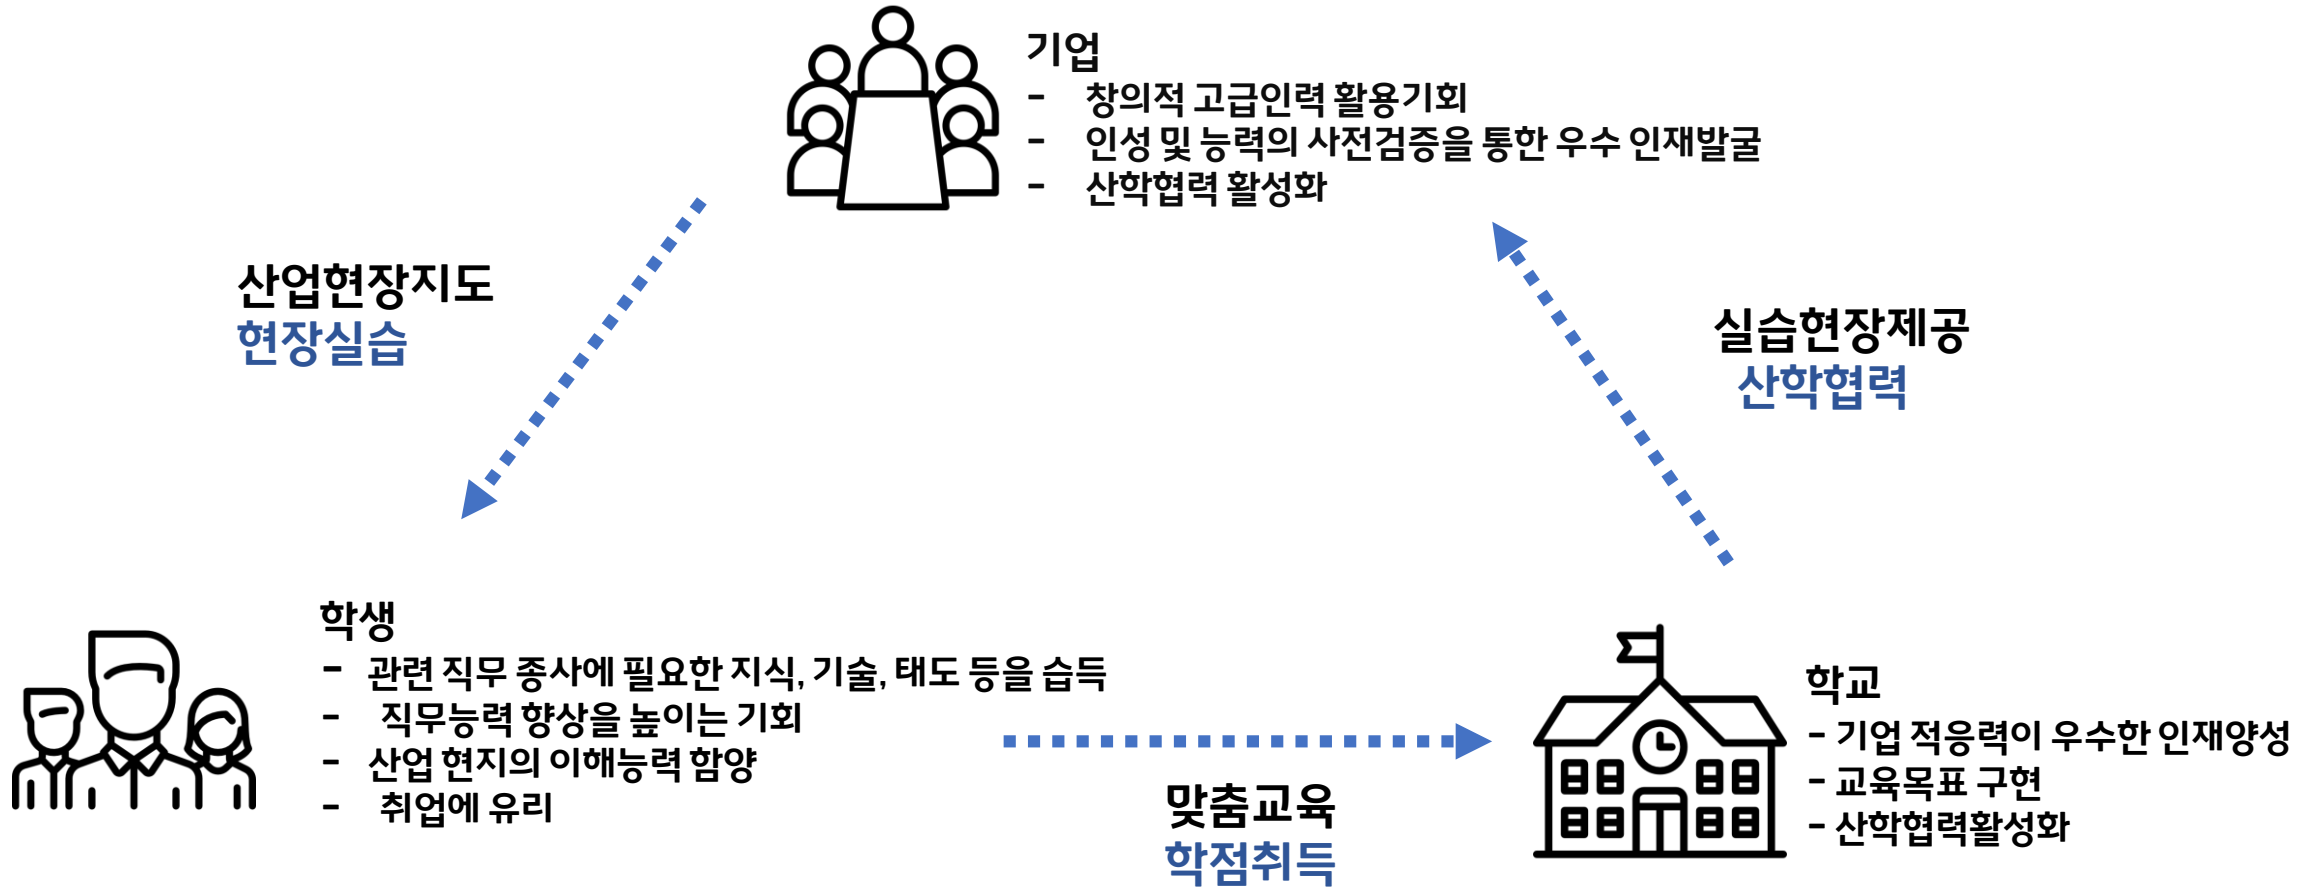 기업
- 창의적 고급인력 활용기회
- 인성 및 능력의 사전검증을 통한 우수 인재발굴
- 산학협력 활성화
산업현장지도
현장실습
실습현장제공
산학협력
학생
- 관련 직무 종사에 필요한 지식, 기술, 태도 등을 습득
- 직무능력 향상을 높이는 기회
- 산업 현지의 이해능력 함양
- 취업에 유리
맞춤교육
학점취득
학교
- 기업 적응력이 우수한 인재양성
- 교육목표 구현
- 산학협력활성화